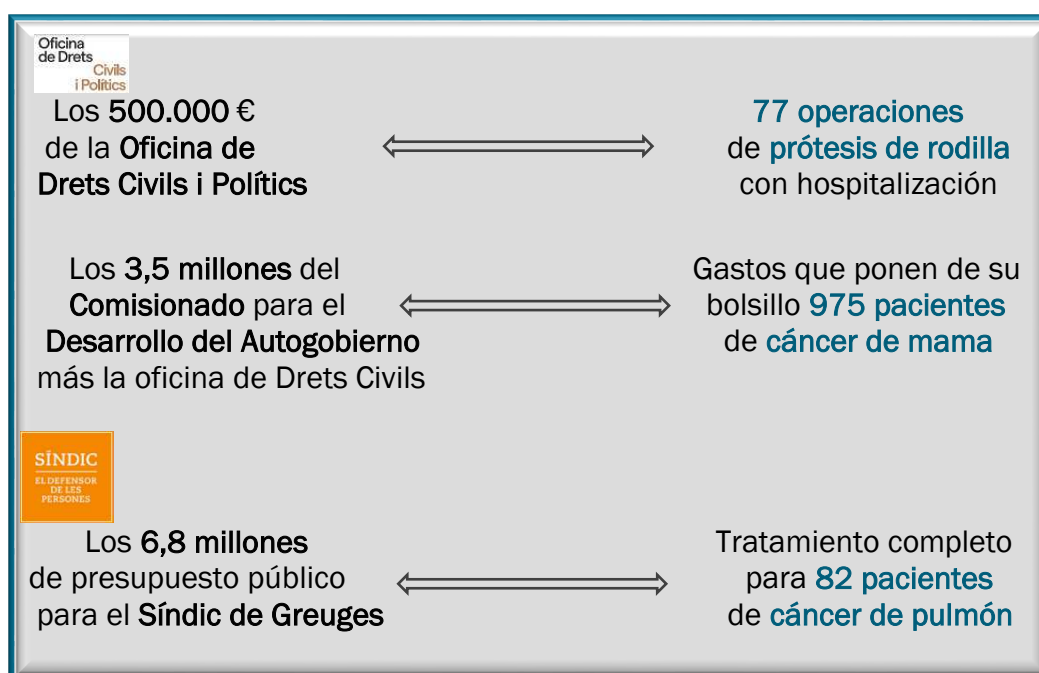 Oficina
de Drets
Civils
i Polítics
Los 500.000 €
de la Oficina de
Drets Civils i Polítics
77 operaciones
de prótesis de rodilla
con hospitalización
Los 3,5 millones del
Comisionado para el
Desarrollo del Autogobierno
más la oficina de Drets Civils
Gastos que ponen de su
bolsillo 975 pacientes
de cáncer de mama
SÍNDIC
EL DEFENSOR
DE LES
PERSONES
Los 6,8 millones
de presupuesto público
para el Síndic de Greuges
Tratamiento completo
para 82 pacientes
de cáncer de pulmón